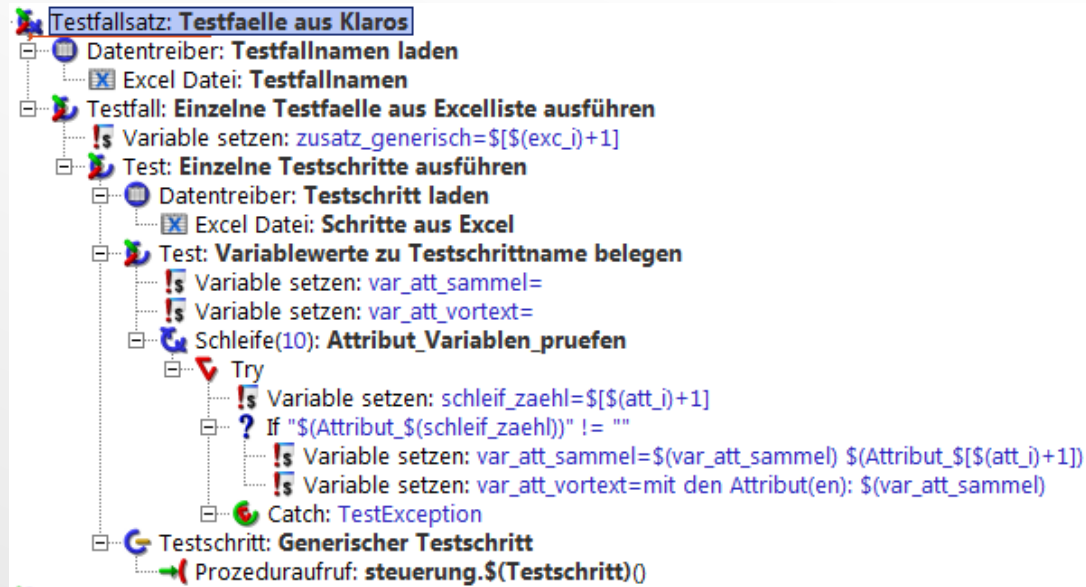 Testfallsatz: Testfaelle aus Klaros
Datentreiber: Testfallnamen laden
Excel Datei: Testfallnamen
Testfall: Einzelne Testfaelle aus Excelliste ausführen
Variable setzen: zusatz_generisch=$[$(exc_i)+1]
Test: Einzelne Testschritte ausführen
Datentreiber: Testschritt laden
Excel Datei: Schritte aus Excel
Test: Variablewerte zu Testschrittname belegen
Variable setzen: var_att_sammel=
Variable setzen: var_att_vortext=
Schleife(10): Attribut_Variablen_pruefen
Try
Variable setzen: schleif_zaehl=$[$(att_i)+1]
If "$(Attribut_$(schleif_zaehl))" != ""
Variable setzen: var_att_sammel=$(var_att_sammel) $(Attribut_$[$(att_i)+1])
Variable setzen: var_att_vortext=mit den Attribut(en): $(var_att_sammel)
Catch: TestException
Testschritt: Generischer Testschritt
Prozeduraufruf: steuerung.$(Testschritt)()